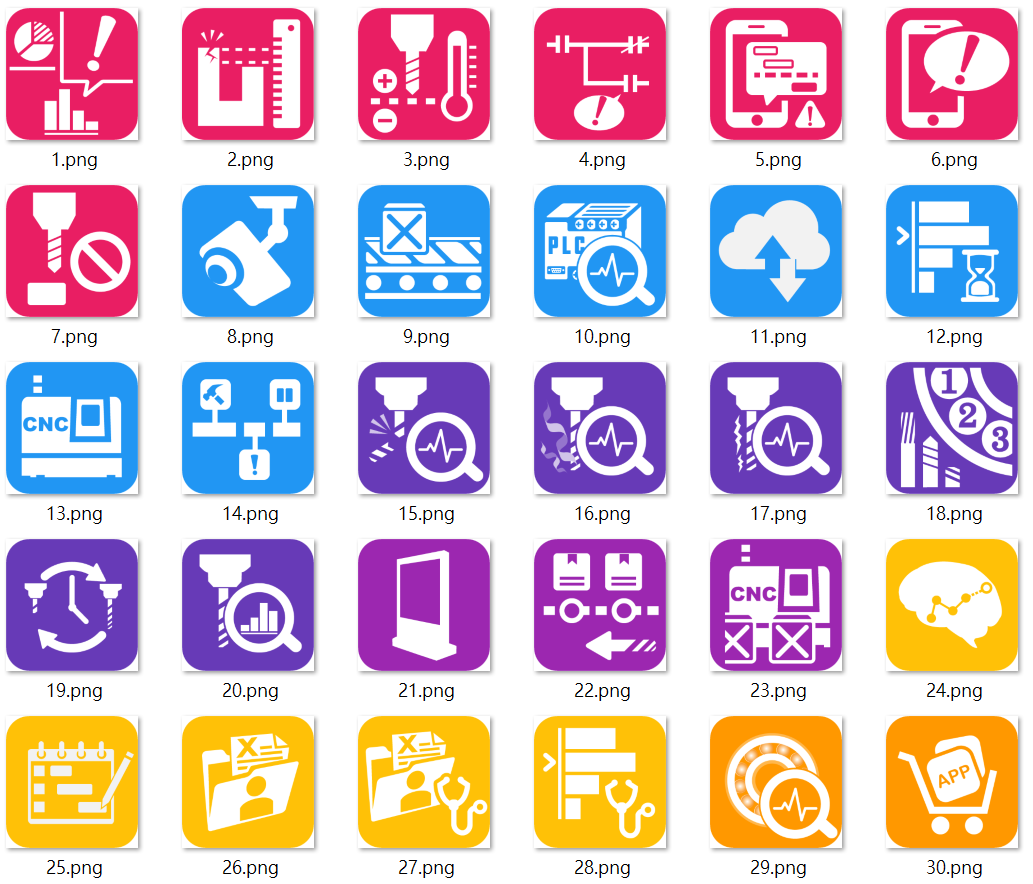 1.png 2.png 3.png 4.png 5.png 6.png
PLC
7.png 8.png 9.png 10.png 11.png 12.png
CNC
1
2
3
13.png 14.png 15.png 16.png 17.png 18.png
CNC
19.png 20.png 21.png 22.png 23.png 24.png
X
X
APP
25.png 26.png 27.png 28.png 29.png 30.png